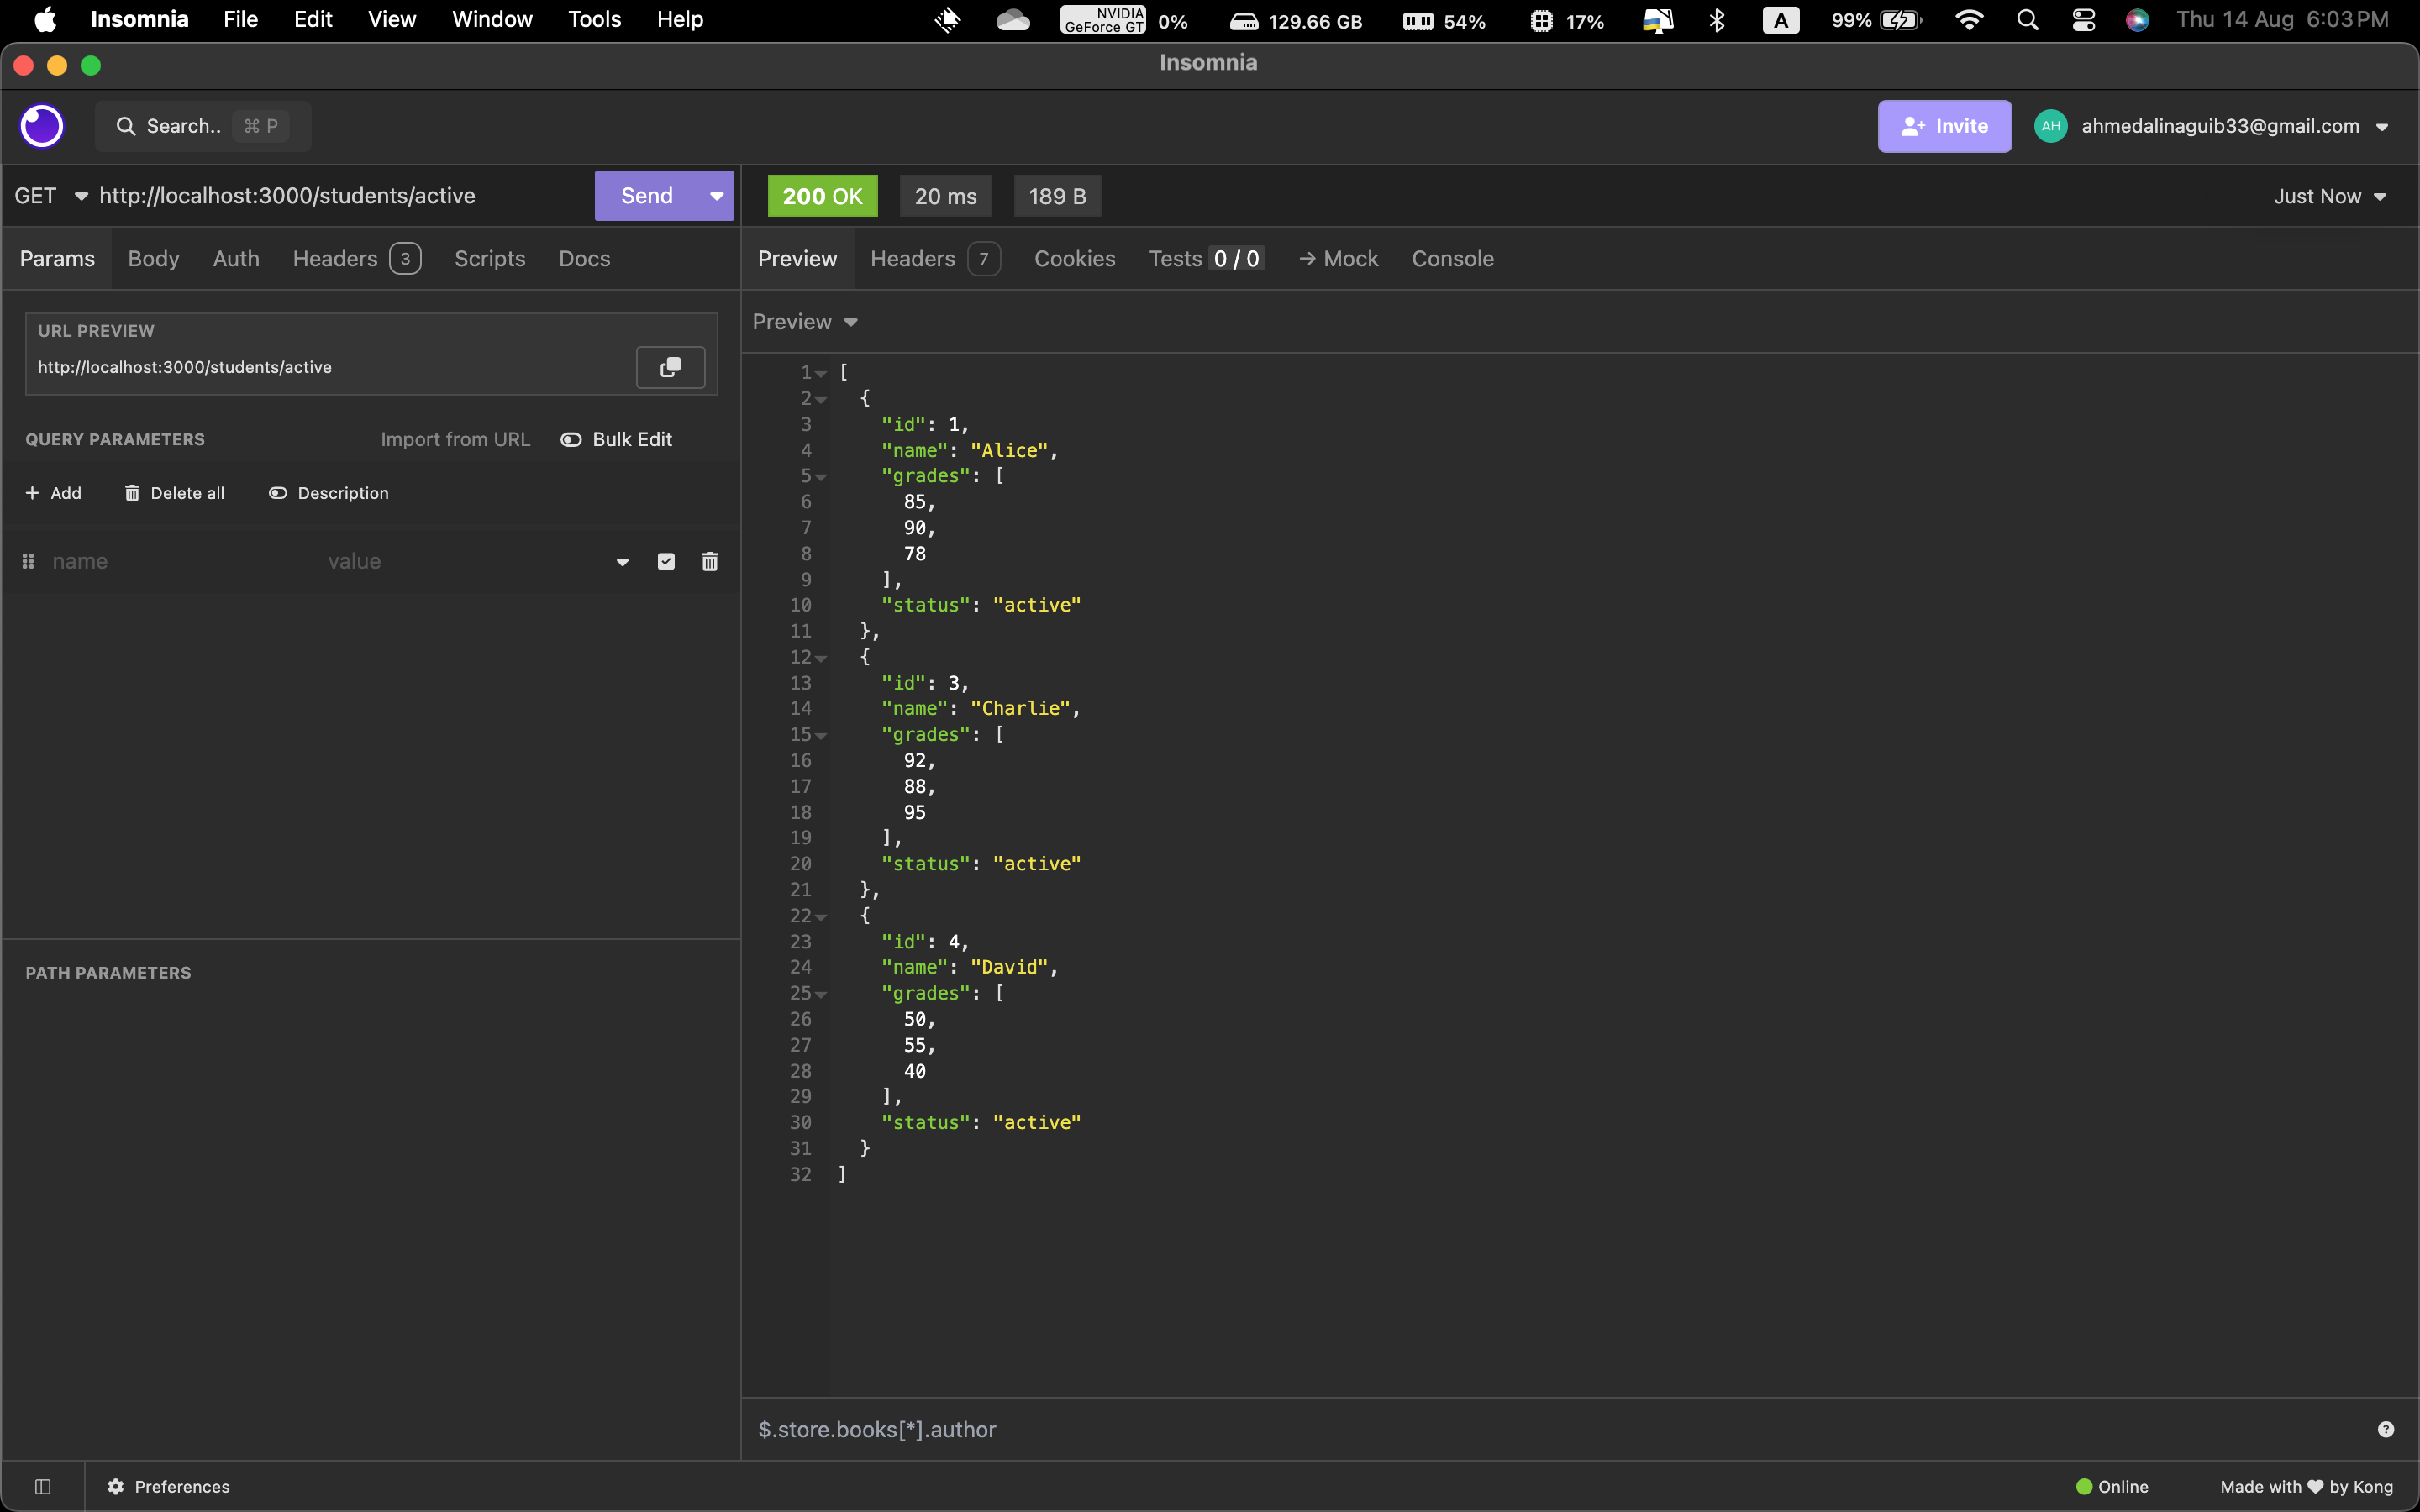 Insomnia File Edit View Window Tools Help NVIDIA GeForce GT 0% 129.66 GB 54% 17% A 99% Thu 14 Aug 6:03 PM
Insomnia
Search.. ⌘ P Invite AH ahmedalinaguib33@gmail.com
GET http://localhost:3000/students/active Send 200 OK 20 ms 189 B Just Now
Params Body Auth Headers 3 Scripts Docs Preview Headers 7 Cookies Tests 0 / 0 → Mock Console
URL PREVIEW
http://localhost:3000/students/active
QUERY PARAMETERS Import from URL Bulk Edit
+ Add Delete all Description
name value
PATH PARAMETERS
Preview
1 [
2 {
3 "id": 1,
4 "name": "Alice",
5 "grades": [
6 85,
7 90,
8 78
9 ],
10 "status": "active"
11 },
12 {
13 "id": 3,
14 "name": "Charlie",
15 "grades": [
16 92,
17 88,
18 95
19 ],
20 "status": "active"
21 },
22 {
23 "id": 4,
24 "name": "David",
25 "grades": [
26 50,
27 55,
28 40
29 ],
30 "status": "active"
31 }
32 ]
$.store.books[*].author ?
Preferences Online Made with ♥ by Kong